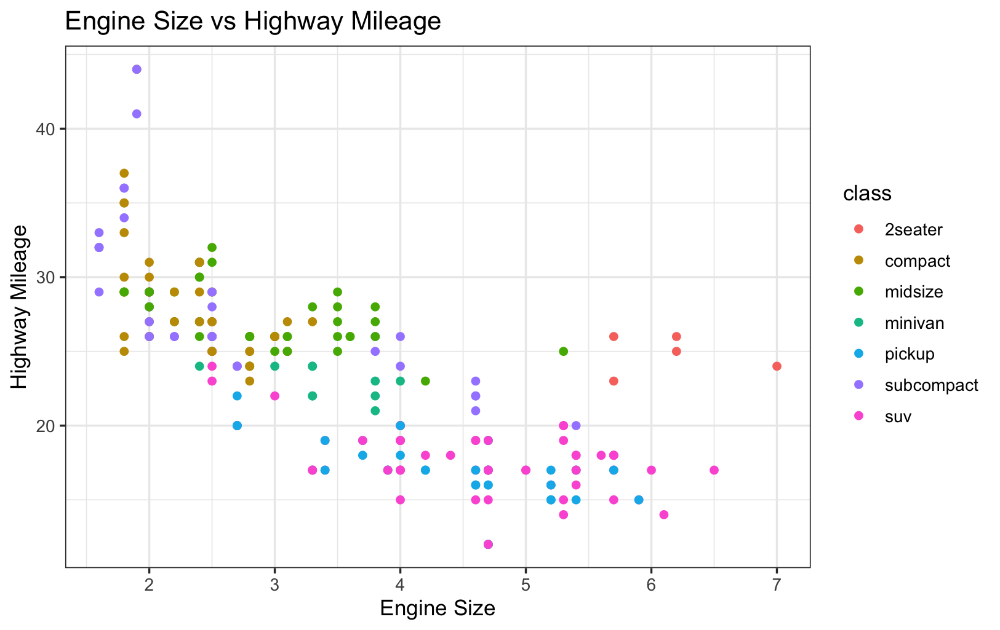 Engine Size vs Highway Mileage
Highway Mileage
40
30
20
2 3 4 5 6 7
Engine Size
class
2seater
compact
midsize
minivan
pickup
subcompact
suv